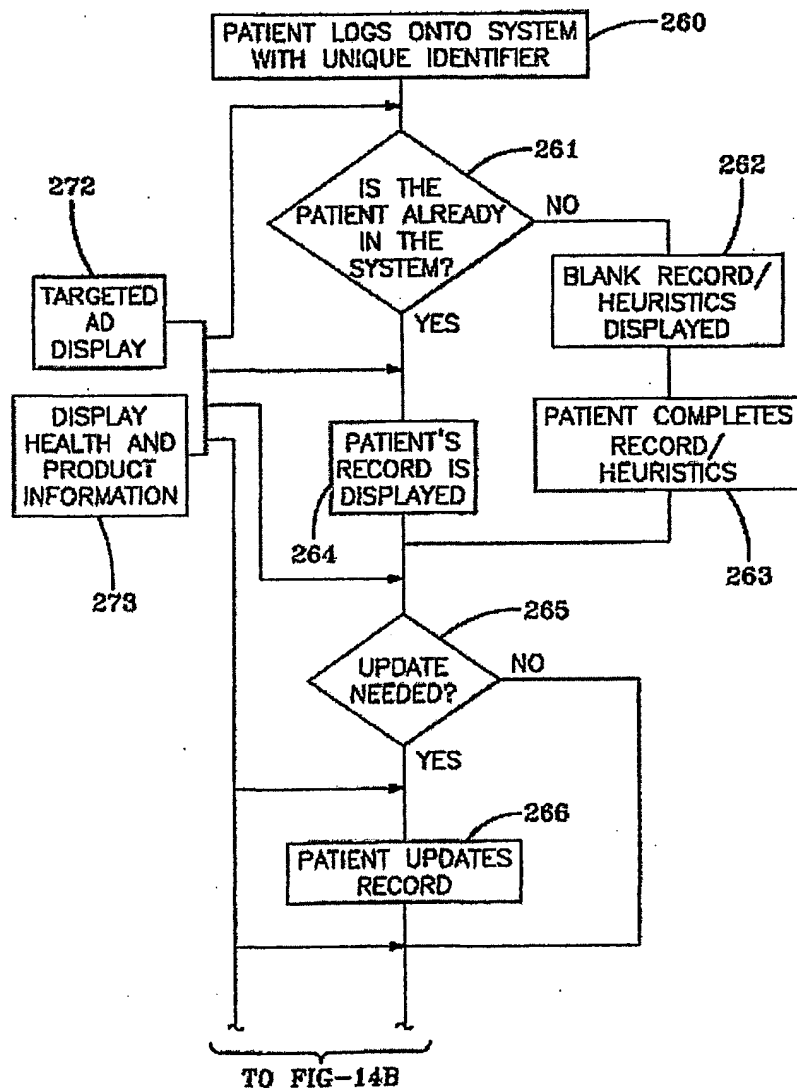 PATIENT LOGS ONTO SYSTEM
WITH UNIQUE IDENTIFIER
260
IS THE
PATIENT ALREADY
IN THE
SYSTEM?
261
NO
YES
262
BLANK RECORD/
HEURISTICS
DISPLAYED
272
TARGETED
AD
DISPLAY
DISPLAY
HEALTH AND
PRODUCT
INFORMATION
273
PATIENT'S
RECORD IS
DISPLAYED
264
PATIENT COMPLETES
RECORD/
HEURISTICS
263
265
UPDATE
NEEDED?
NO
YES
266
PATIENT UPDATES
RECORD
TO FIG-14B